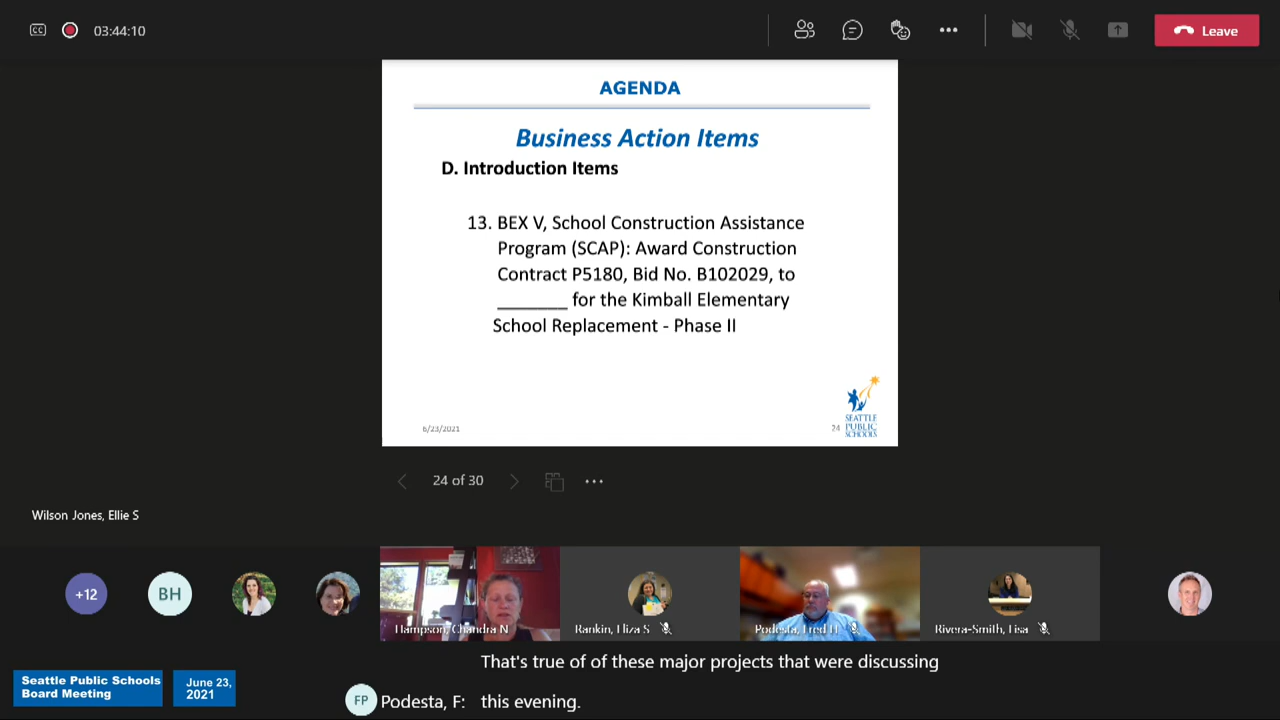 CC
03:44:10
Leave
AGENDA
Business Action Items
D. Introduction Items
13. BEX V, School Construction Assistance
Program (SCAP): Award Construction
Contract P5180, Bid No. B102029, to
_______ for the Kimball Elementary
School Replacement - Phase II
6/23/2021
24
SEATTLE
PUBLIC
SCHOOLS
24 of 30
Wilson Jones, Ellie S
+12
BH
Hampson, Chandra N
Rankin, Eliza S
Podesta, Fred H
Rivera-Smith, Lisa
Seattle Public Schools
Board Meeting
June 23,
2021
That's true of of these major projects that were discussing
FP
Podesta, F: this evening.